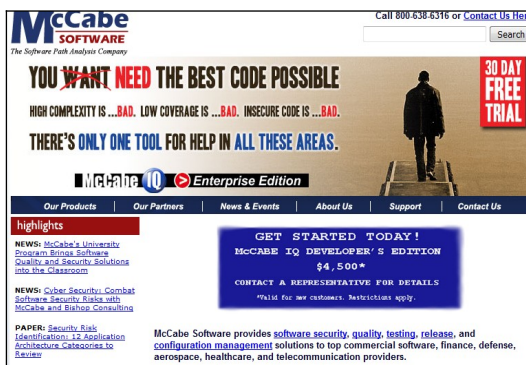 McCabe
SOFTWARE
The Software Path Analysis Company
Call 800-638-6316 or Contact Us Her
Search
YOU WANT NEED THE BEST CODE POSSIBLE
HIGH COMPLEXITY IS ...BAD. LOW COVERAGE IS ...BAD. INSECURE CODE IS ...BAD.
THERE'S ONLY ONE TOOL FOR HELP IN ALL THESE AREAS.
30 DAY
FREE
TRIAL
McCabe IQ Enterprise Edition
Our Products | Our Partners | News & Events | About Us | Support | Contact Us
highlights
NEWS: McCabe's University
Program Brings Software
Quality and Security Solutions
into the Classroom
NEWS: Cyber Security: Combat
Software Security Risks with
McCabe and Bishop Consulting
PAPER: Security Risk
Identification: 12 Application
Architecture Categories to
Review
GET STARTED TODAY!
McCABE IQ DEVELOPER'S EDITION
$4,500*
CONTACT A REPRESENTATIVE FOR DETAILS
*Valid for new customers. Restrictions apply.
McCabe Software provides software security, quality, testing, release, and
configuration management solutions to top commercial software, finance, defense,
aerospace, healthcare, and telecommunication providers.